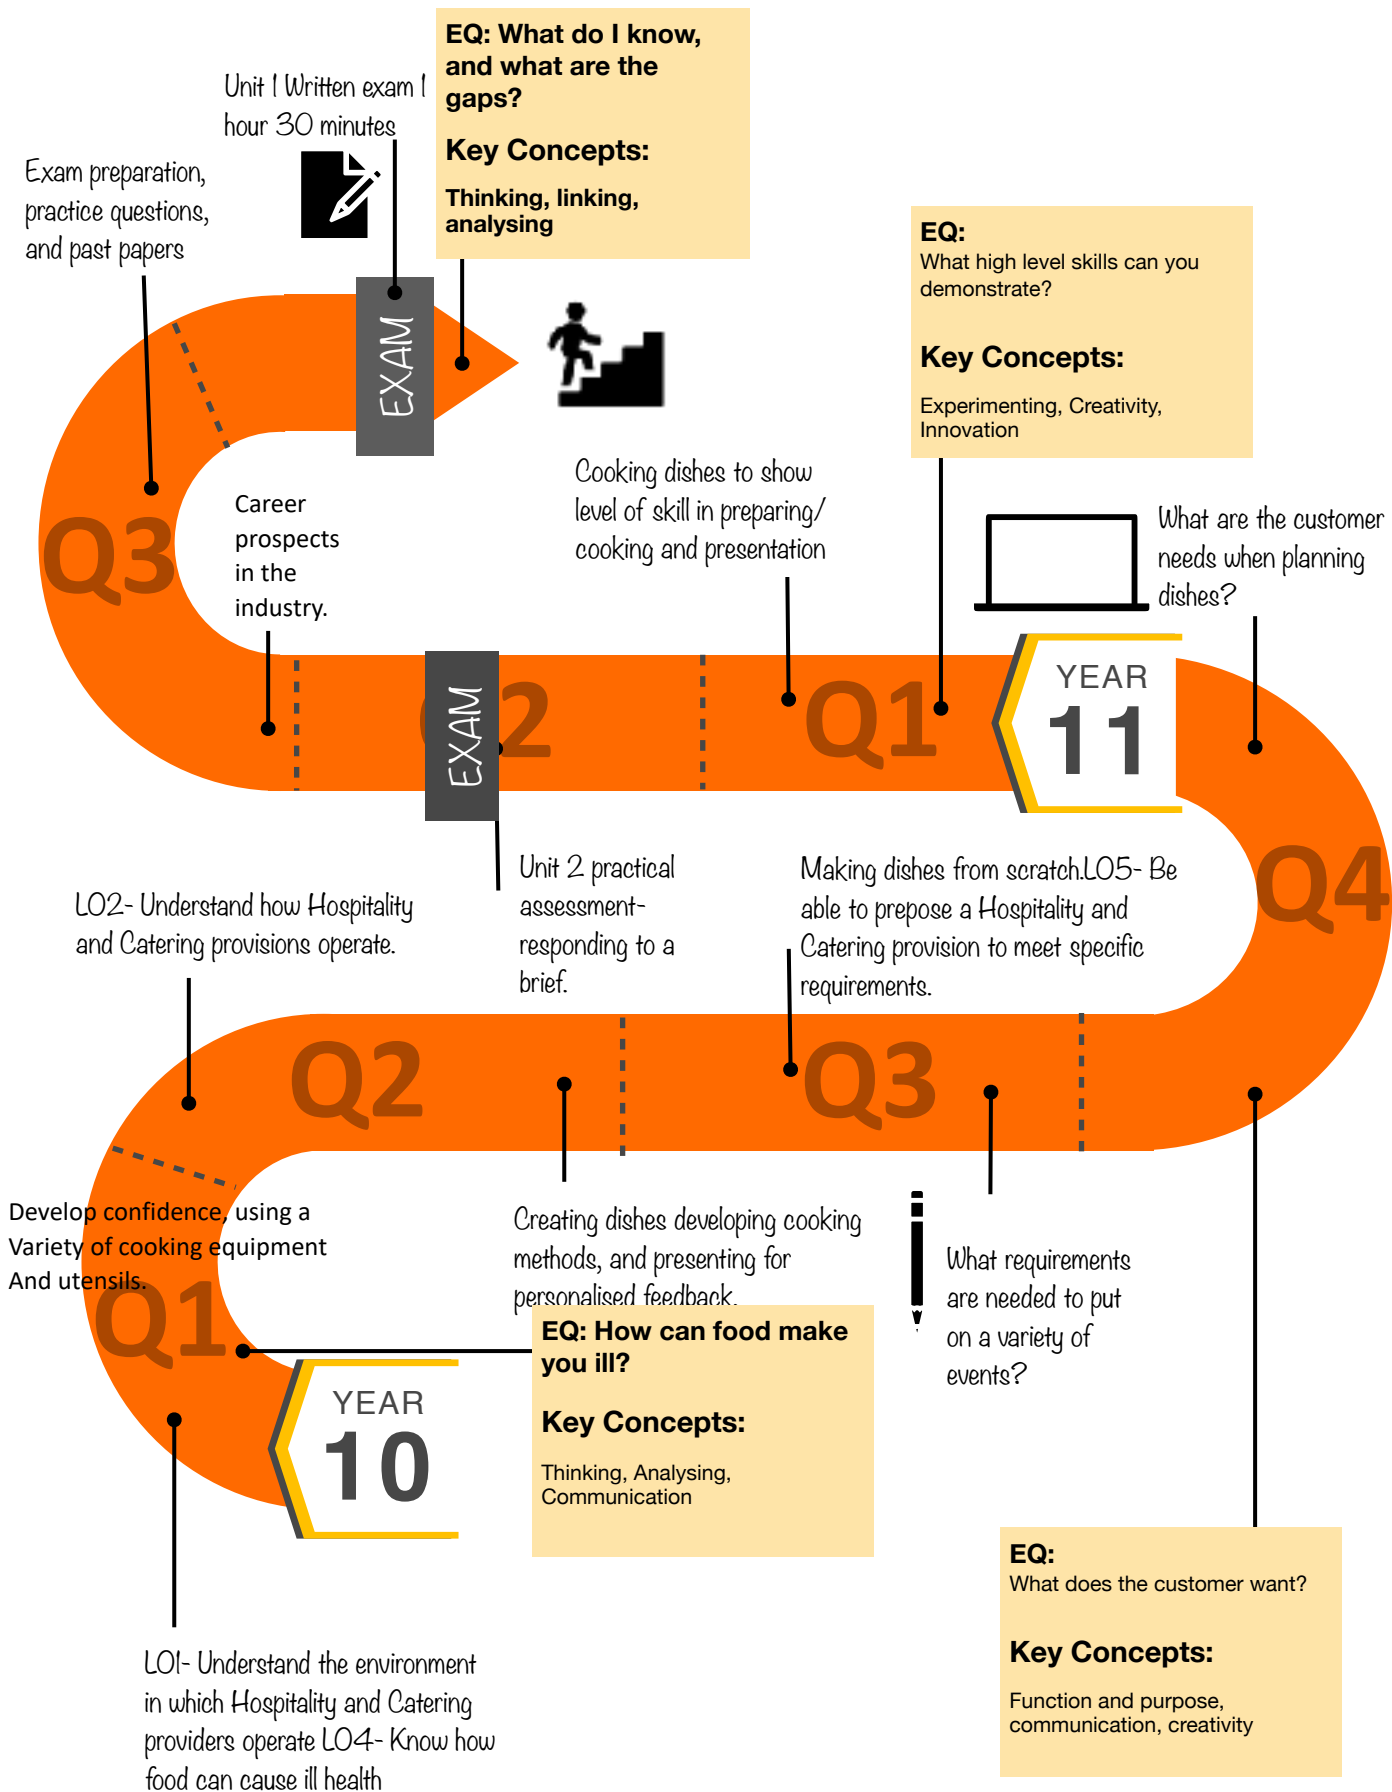 EQ: What do I know,
and what are the
gaps?
Key Concepts:
Thinking, linking,
analysing
Unit 1 Written exam 1
hour 30 minutes
Exam preparation,
practice questions,
and past papers
EXAM
EQ:
What high level skills can you
demonstrate?
Key Concepts:
Experimenting, Creativity,
Innovation
Q3
Career
prospects
in the
industry.
Cooking dishes to show
level of skill in preparing/
cooking and presentation
What are the customer
needs when planning
dishes?
EXAM
2
Q1
YEAR
11
Q4
Unit 2 practical
assessment-
responding to a
brief.
Making dishes from scratch.LO5- Be
able to prepose a Hospitality and
Catering provision to meet specific
requirements.
LO2- Understand how Hospitality
and Catering provisions operate.
Q2
Q3
Develop confidence, using a
Variety of cooking equipment
And utensils.
Q1
Creating dishes developing cooking
methods, and presenting for
personalised feedback.
What requirements
are needed to put
on a variety of
events?
EQ: How can food make
you ill?
Key Concepts:
Thinking, Analysing,
Communication
YEAR
10
EQ:
What does the customer want?
Key Concepts:
Function and purpose,
communication, creativity
LO1- Understand the environment
in which Hospitality and Catering
providers operate LO4- Know how
food can cause ill health